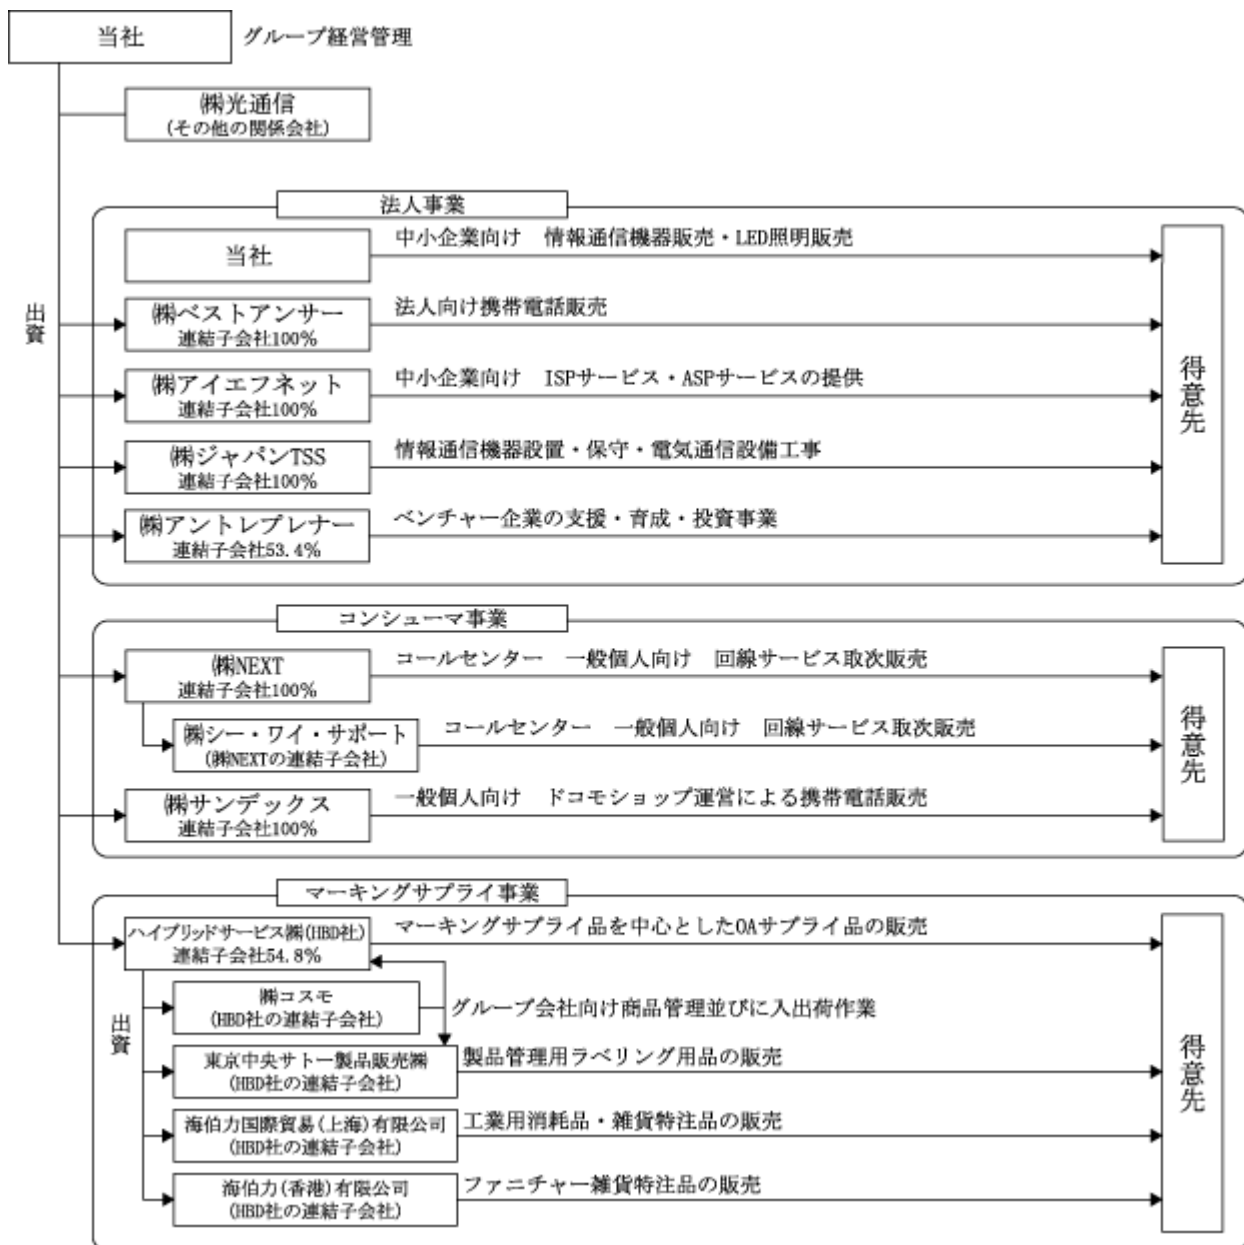 当社
グループ経営管理
㈱光通信
(その他の関係会社)
法人事業
当社
中小企業向け 情報通信機器販売・LED照明販売
出資
㈱ベストアンサー
連結子会社100%
法人向け携帯電話販売
㈱アイエフネット
連結子会社100%
中小企業向け ISPサービス・ASPサービスの提供
㈱ジャパンTSS
連結子会社100%
情報通信機器設置・保守・電気通信設備工事
㈱アントレプレナー
連結子会社53.4%
ベンチャー企業の支援・育成・投資事業
得意先
コンシューマ事業
㈱NEXT
連結子会社100%
コールセンター 一般個人向け 回線サービス取次販売
㈱シー・ワイ・サポート
(㈱NEXTの連結子会社)
コールセンター 一般個人向け 回線サービス取次販売
㈱サンデックス
連結子会社100%
一般個人向け ドコモショップ運営による携帯電話販売
得意先
マーキングサプライ事業
ハイブリッドサービス㈱(HBD社)
連結子会社54.8%
マーキングサプライ品を中心としたOAサプライ品の販売
出資
㈱コスモ
(HBD社の連結子会社)
グループ会社向け商品管理並びに入出荷作業
東京中央サトー製品販売㈱
(HBD社の連結子会社)
製品管理用ラベリング用品の販売
海伯力国際貿易(上海)有限公司
(HBD社の連結子会社)
工業用消耗品・雑貨特注品の販売
海伯力(香港)有限公司
(HBD社の連結子会社)
ファニチャー雑貨特注品の販売
得意先